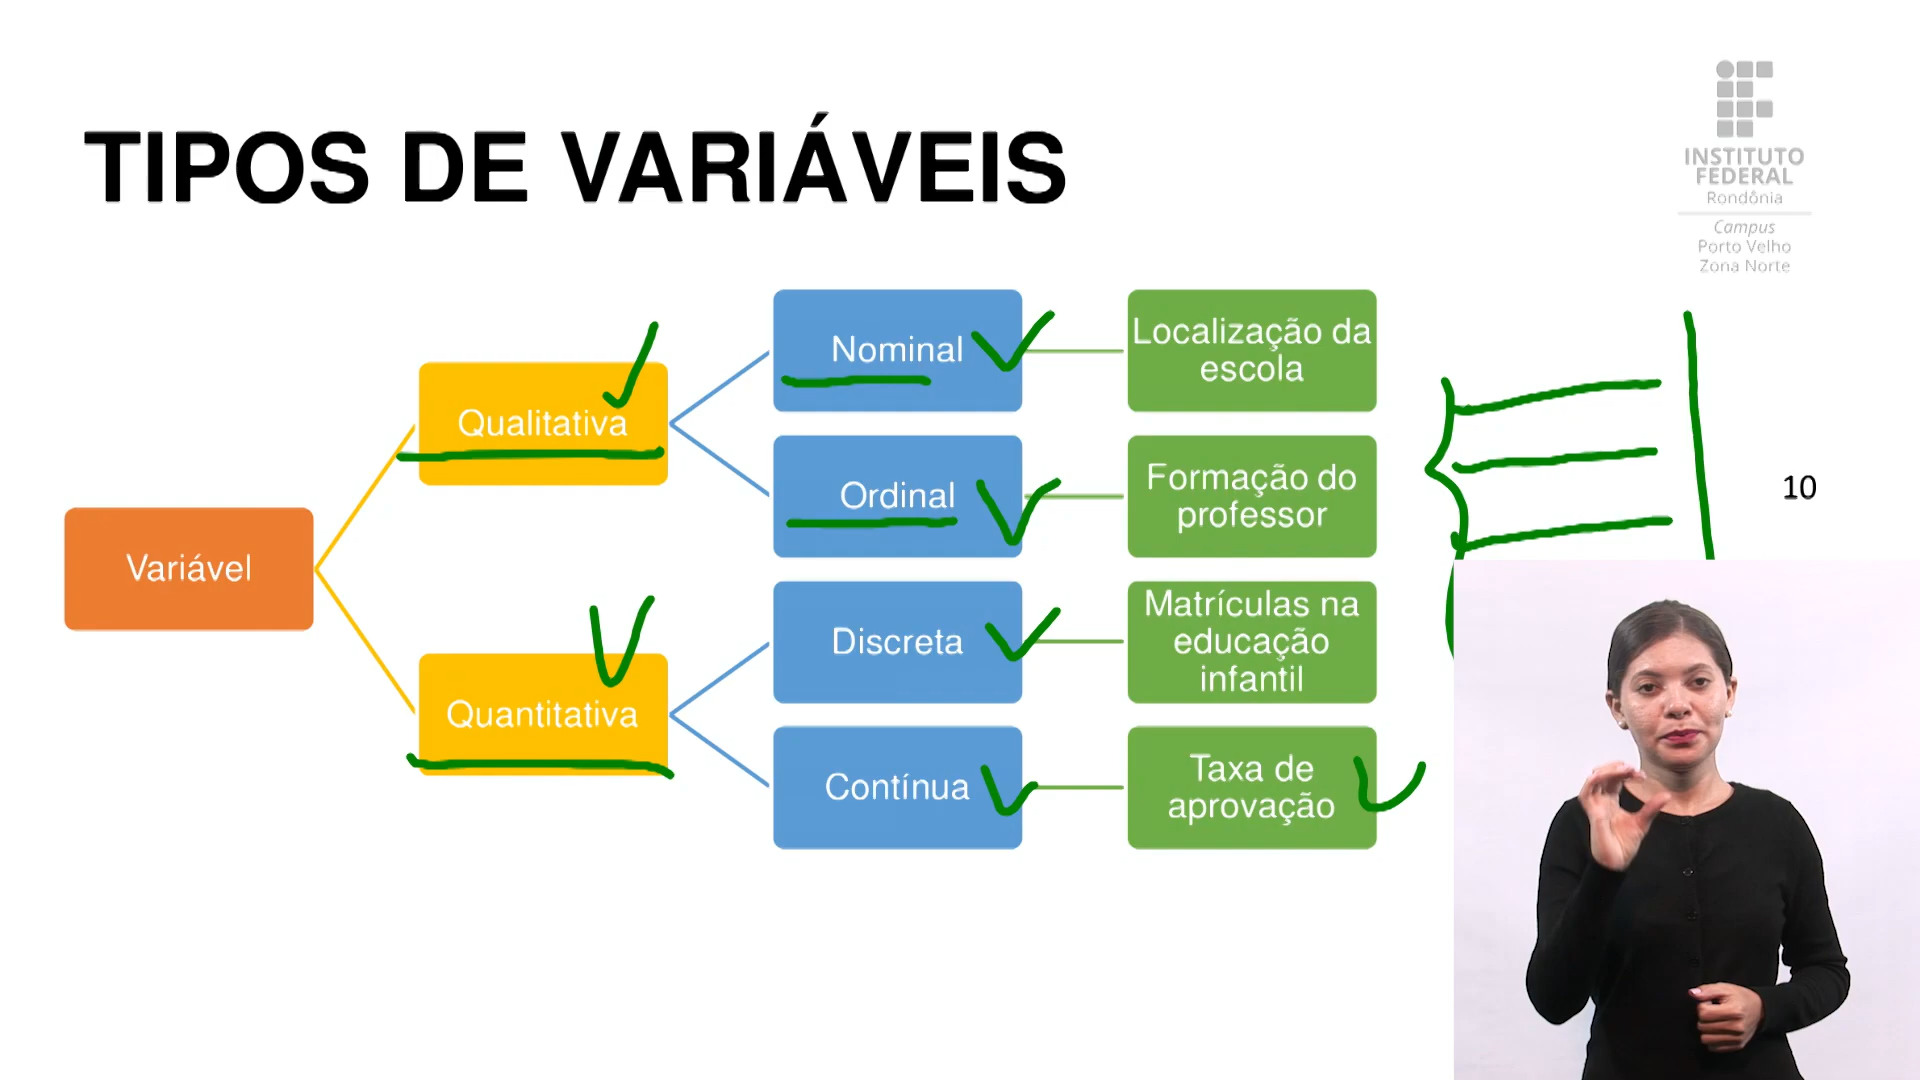 TIPOS DE VARIÁVEIS
INSTITUTO
FEDERAL
Rondônia
Campus
Porto Velho
Zona Norte
Variável
Qualitativa
Quantitativa
Nominal
Ordinal
Discreta
Contínua
Localização da
escola
Formação do
professor
Matrículas na
educação
infantil
Taxa de
aprovação
10